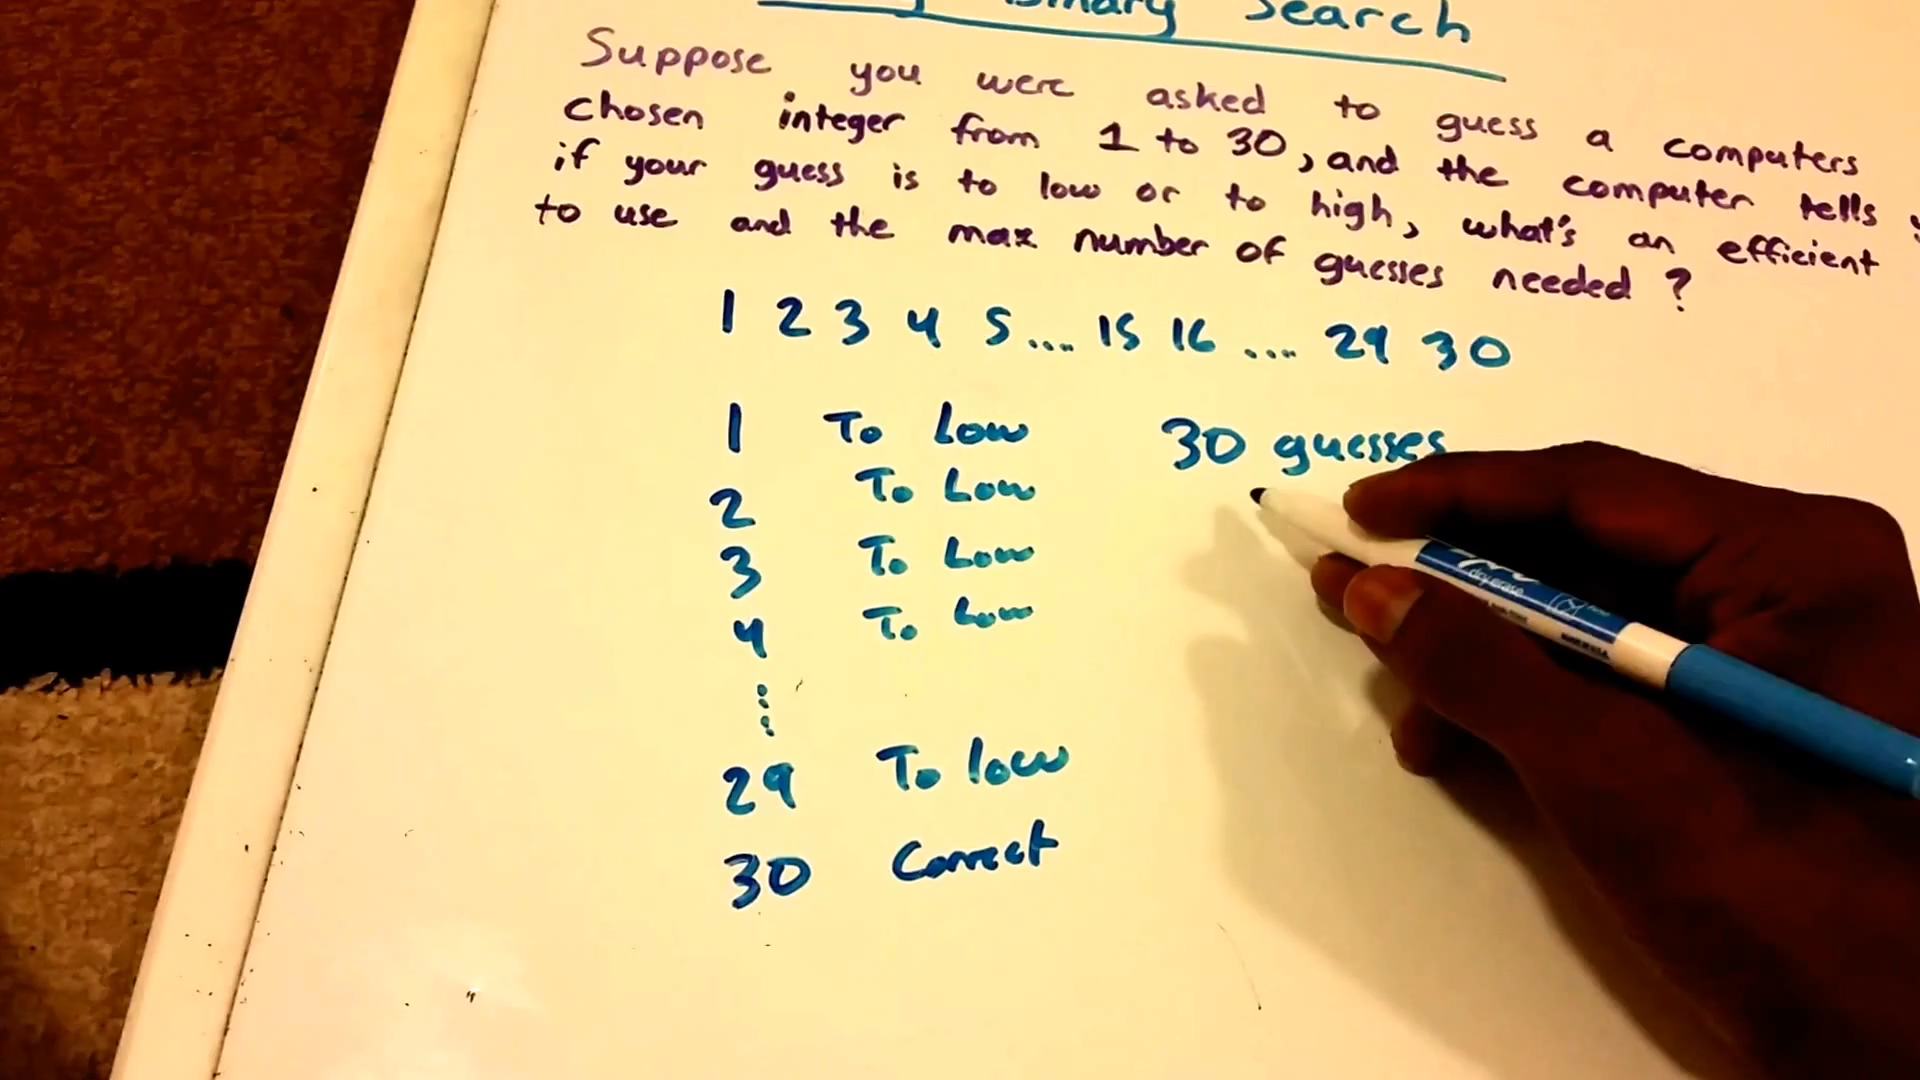 Binary Search
Suppose you were asked to guess a computers
chosen integer from 1 to 30, and the computer tells
if your guess is to low or to high, what's an efficient
to use and the max number of guesses needed?
1 2 3 4 5.... 15 16 .... 29 30
1 To Low 30 guesses
2 To Low
3 To Low
4 To Low
29 To low
30 Correct